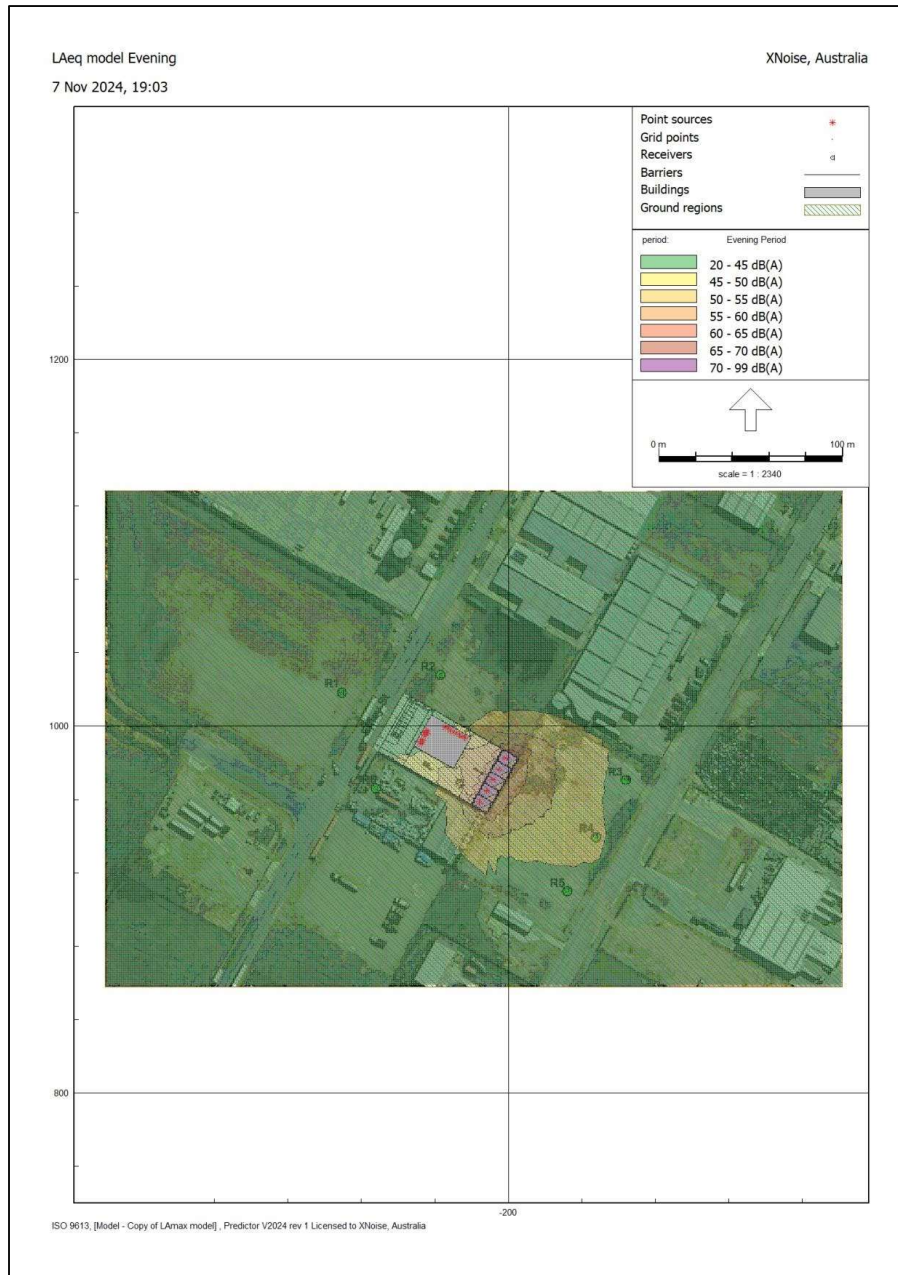 LAeq model Evening
XNoise, Australia
7 Nov 2024, 19:03
Point sources
Grid points
Receivers
Barriers
Buildings
Ground regions
period: Evening Period
20 - 45 dB(A)
45 - 50 dB(A)
50 - 55 dB(A)
55 - 60 dB(A)
60 - 65 dB(A)
65 - 70 dB(A)
70 - 99 dB(A)
0 m 100 m
scale = 1 : 2340
1200
R2
R1
1000
R3
R4
R5
800
-200
ISO 9613, [Model - Copy of LAmax model] , Predictor V2024 rev 1 Licensed to XNoise, Australia